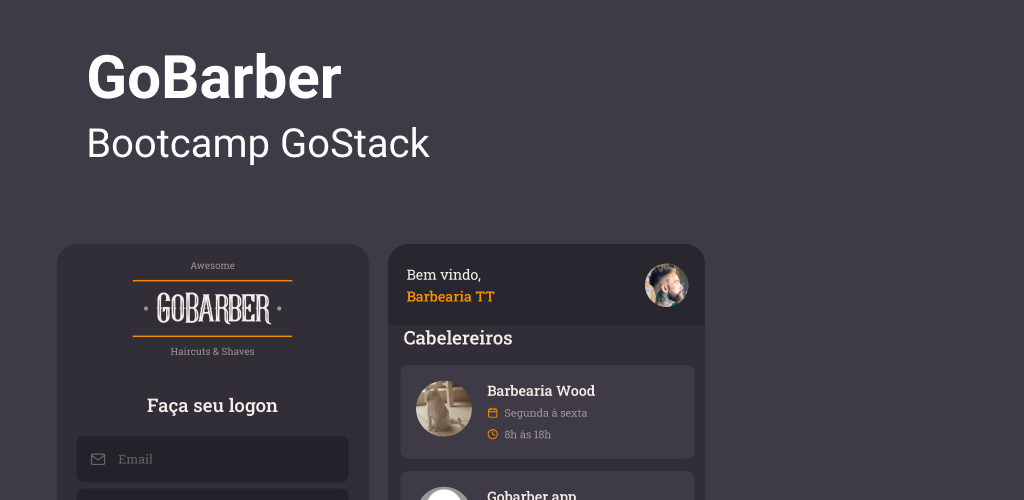 GoBarber
Bootcamp GoStack
Awesome
GOBARBER
Haircuts & Shaves
Faça seu logon
Email
Bem vindo,
Barbearia TT
Cabelereiros
Barbearia Wood
Segunda à sexta
8h às 18h
Gobarber app